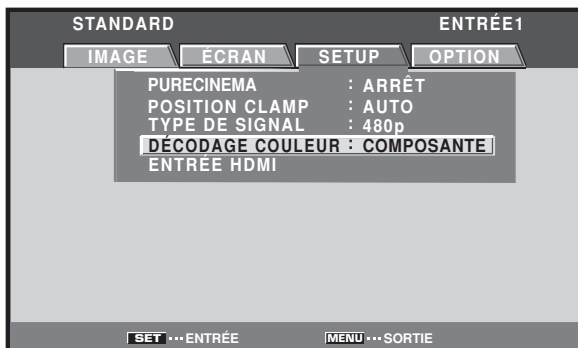 STANDARD ENTRÉE1
IMAGE ÉCRAN SETUP OPTION
PURECINEMA : ARRÊT
POSITION CLAMP : AUTO
TYPE DE SIGNAL : 480p
DÉCODAGE COULEUR : COMPOSANTE
ENTRÉE HDMI
SET ··· ENTRÉE MENU ··· SORTIE